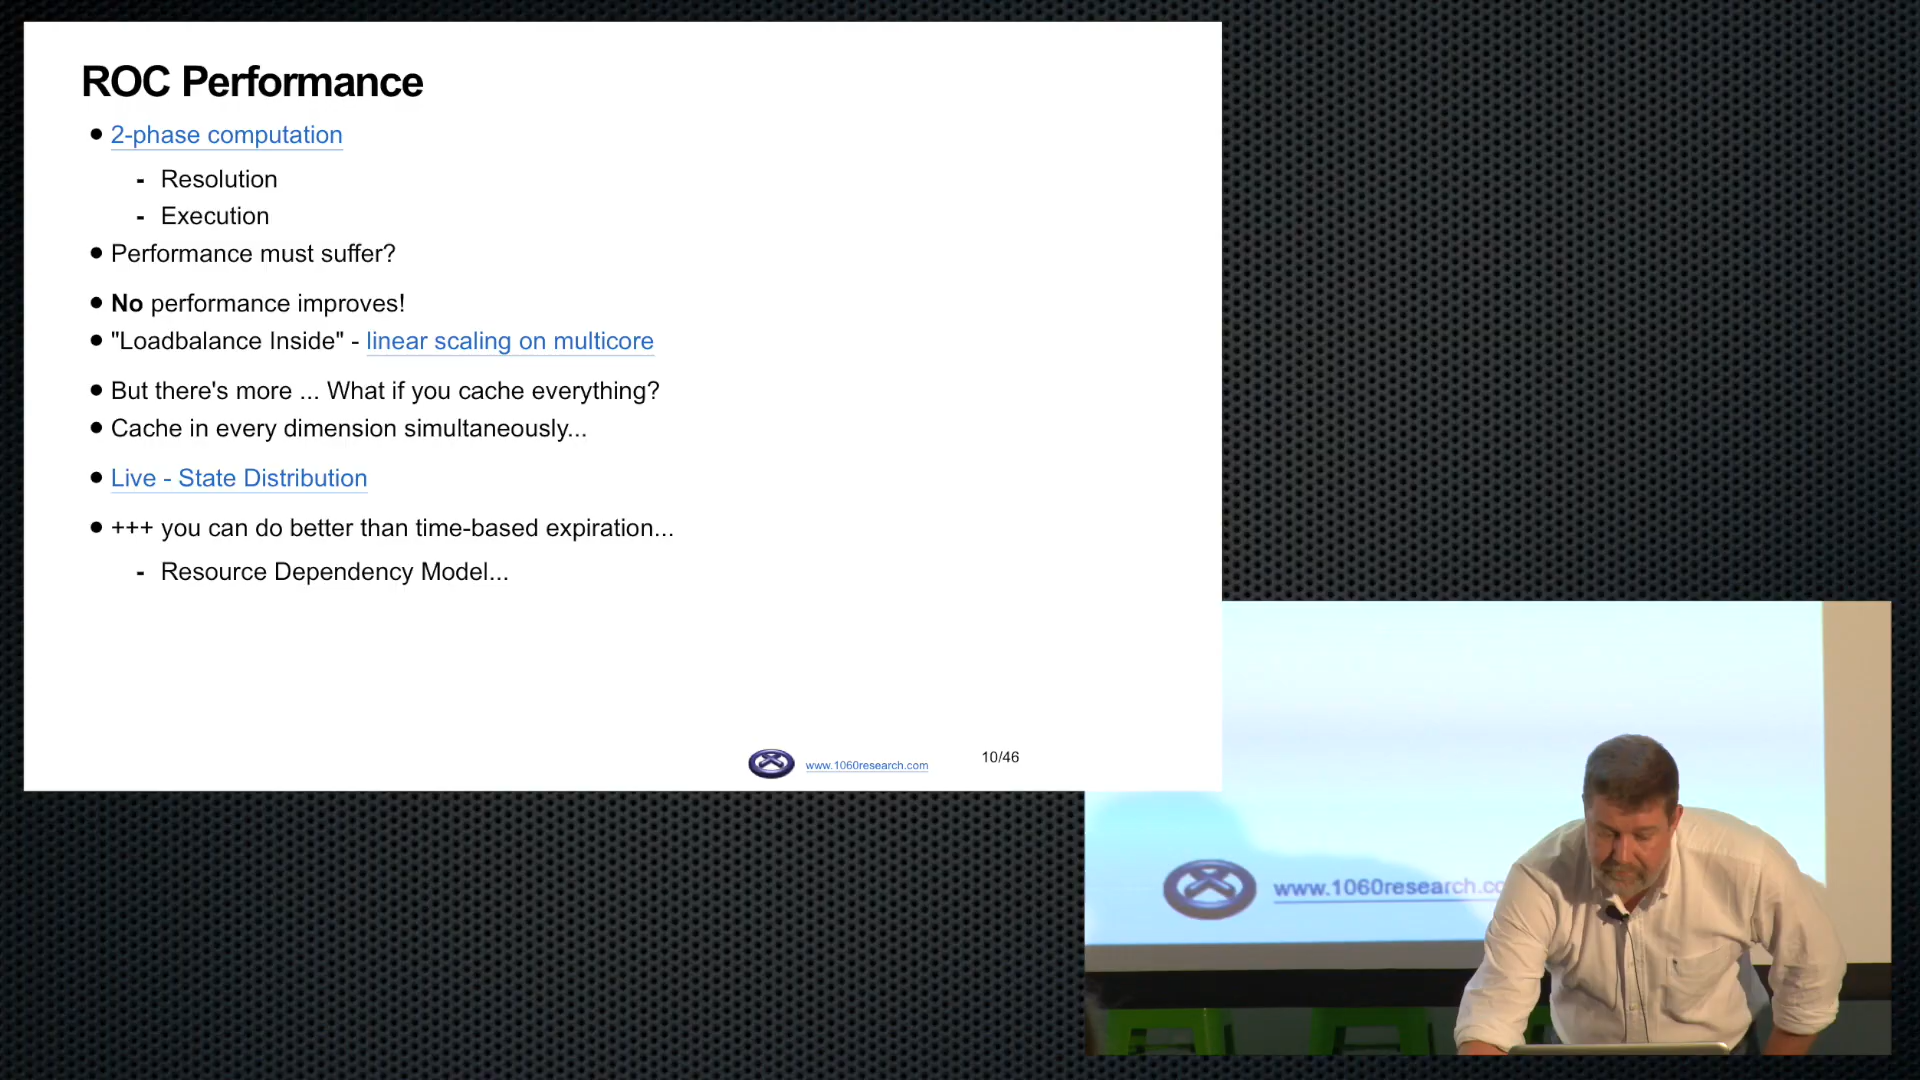 ROC Performance
2-phase computation
- Resolution
- Execution
Performance must suffer?
No performance improves!
"Loadbalance Inside" - linear scaling on multicore
But there's more ... What if you cache everything?
Cache in every dimension simultaneously...
Live - State Distribution
+++ you can do better than time-based expiration...
- Resource Dependency Model...
www.1060research.com
10/46
www.1060research.co